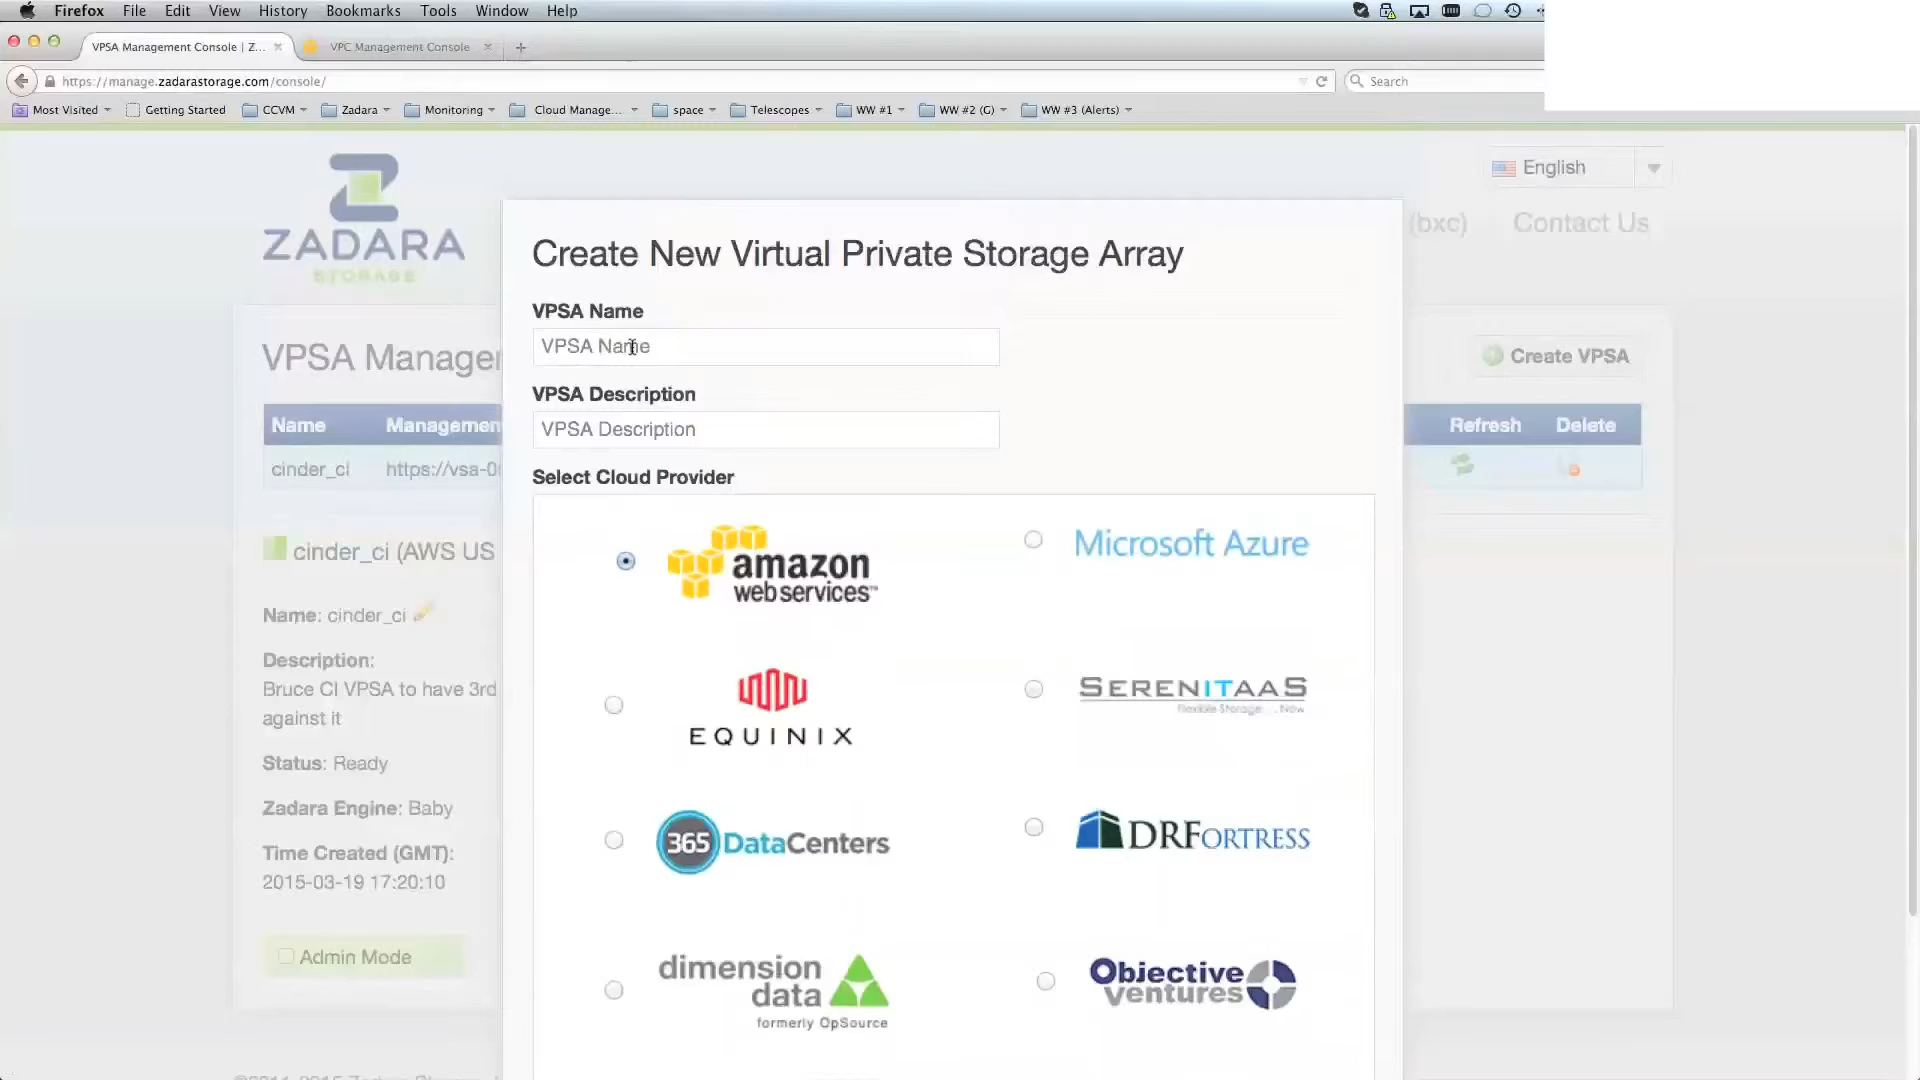 Firefox File Edit View History Bookmarks Tools Window Help
VPSA Management Console | Z...
VPC Management Console
https://manage.zadarastorage.com/console/
Search
Most Visited
Getting Started
CCVM
Zadara
Monitoring
Cloud Manage...
space
Telescopes
WW #1
WW #2 (G)
WW #3 (Alerts)
ZADARA
STORAGE
English
(bxc)
Contact Us
Create New Virtual Private Storage Array
VPSA Name
VPSA Name
VPSA Description
VPSA Description
Select Cloud Provider
amazon
webservices™
Microsoft Azure
EQUINIX
SERENITAAS
Flexible Storage....Now
365 DataCenters
DRFORTRESS
dimension
data
formerly OpSource
Objective
ventures
VPSA Manager
Create VPSA
Name Managemen Refresh Delete
cinder_ci https://vsa-0
cinder_ci (AWS US
Name: cinder_ci
Description:
Bruce CI VPSA to have 3rd
against it
Status: Ready
Zadara Engine: Baby
Time Created (GMT):
2015-03-19 17:20:10
Admin Mode